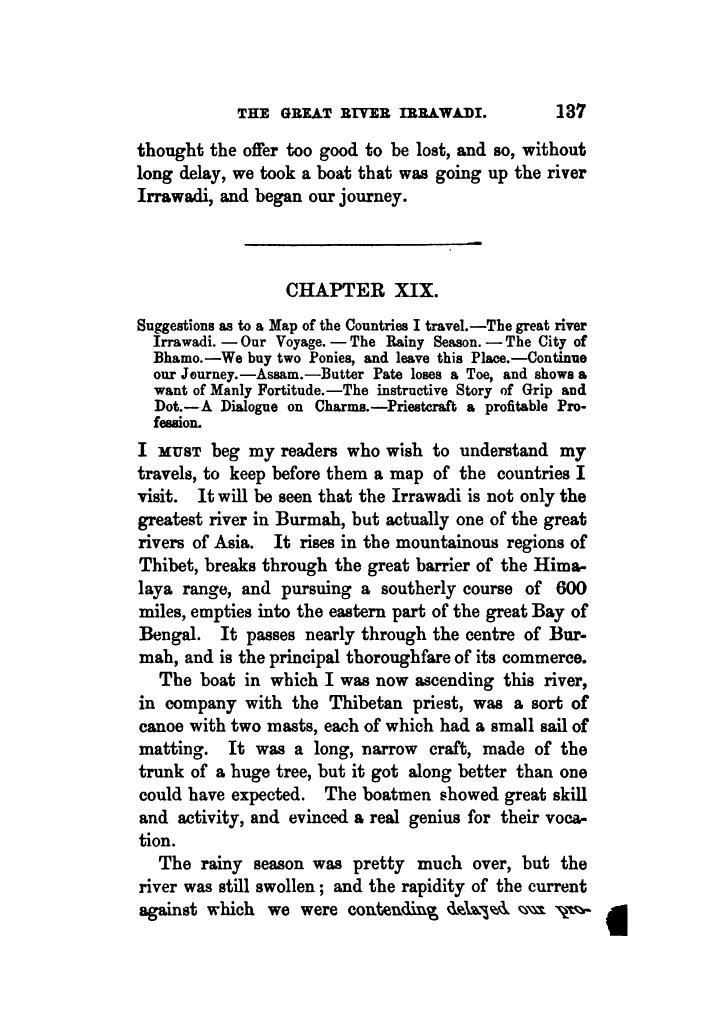 THE GREAT RIVER IRRAWADI. 137
thought the offer too good to be lost, and so, without
long delay, we took a boat that was going up the river
Irrawadi, and began our journey.
CHAPTER XIX.
Suggestions as to a Map of the Countries I travel.—The great river
Irrawadi. — Our Voyage. — The Rainy Season. — The City of
Bhamo.—We buy two Ponies, and leave this Place.—Continue
our Journey.—Assam.—Butter Pate loses a Toe, and shows a
want of Manly Fortitude.—The instructive Story of Grip and
Dot.—A Dialogue on Charms.—Priestcraft a profitable Pro-
fession.
I MUST beg my readers who wish to understand my
travels, to keep before them a map of the countries I
visit. It will be seen that the Irrawadi is not only the
greatest river in Burmah, but actually one of the great
rivers of Asia. It rises in the mountainous regions of
Thibet, breaks through the great barrier of the Hima-
laya range, and pursuing a southerly course of 600
miles, empties into the eastern part of the great Bay of
Bengal. It passes nearly through the centre of Bur-
mah, and is the principal thoroughfare of its commerce.
The boat in which I was now ascending this river,
in company with the Thibetan priest, was a sort of
canoe with two masts, each of which had a small sail of
matting. It was a long, narrow craft, made of the
trunk of a huge tree, but it got along better than one
could have expected. The boatmen showed great skill
and activity, and evinced a real genius for their voca-
tion.
The rainy season was pretty much over, but the
river was still swollen; and the rapidity of the current
against which we were contending delayed our pro-